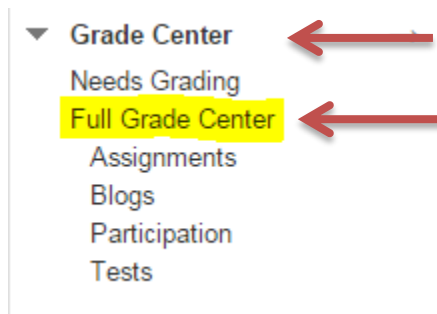 Grade Center
Needs Grading
Full Grade Center
Assignments
Blogs
Participation
Tests